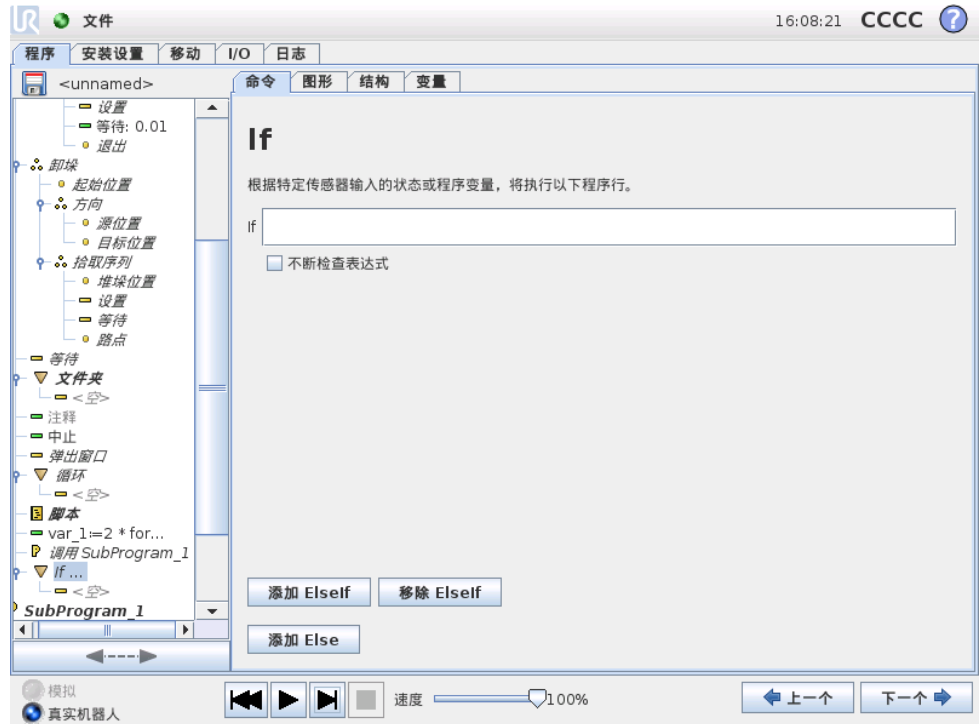 UR 文件 16:08:21 CCCC ?
程序 安装设置 移动 I/O 日志
<unnamed>
设置
等待: 0.01
退出
卸垛
起始位置
方向
源位置
目标位置
拾取序列
堆垛位置
设置
等待
路点
等待
文件夹
<空>
注释
中止
弹出窗口
循环
<空>
脚本
var_1:=2 * for...
调用 SubProgram_1
If ...
<空>
SubProgram_1
命令 图形 结构 变量
If
根据特定传感器输入的状态或程序变量，将执行以下程序行。
If
不断检查表达式
添加 ElseIf 移除 ElseIf
添加 Else
模拟
真实机器人
速度 100%
上一个 下一个